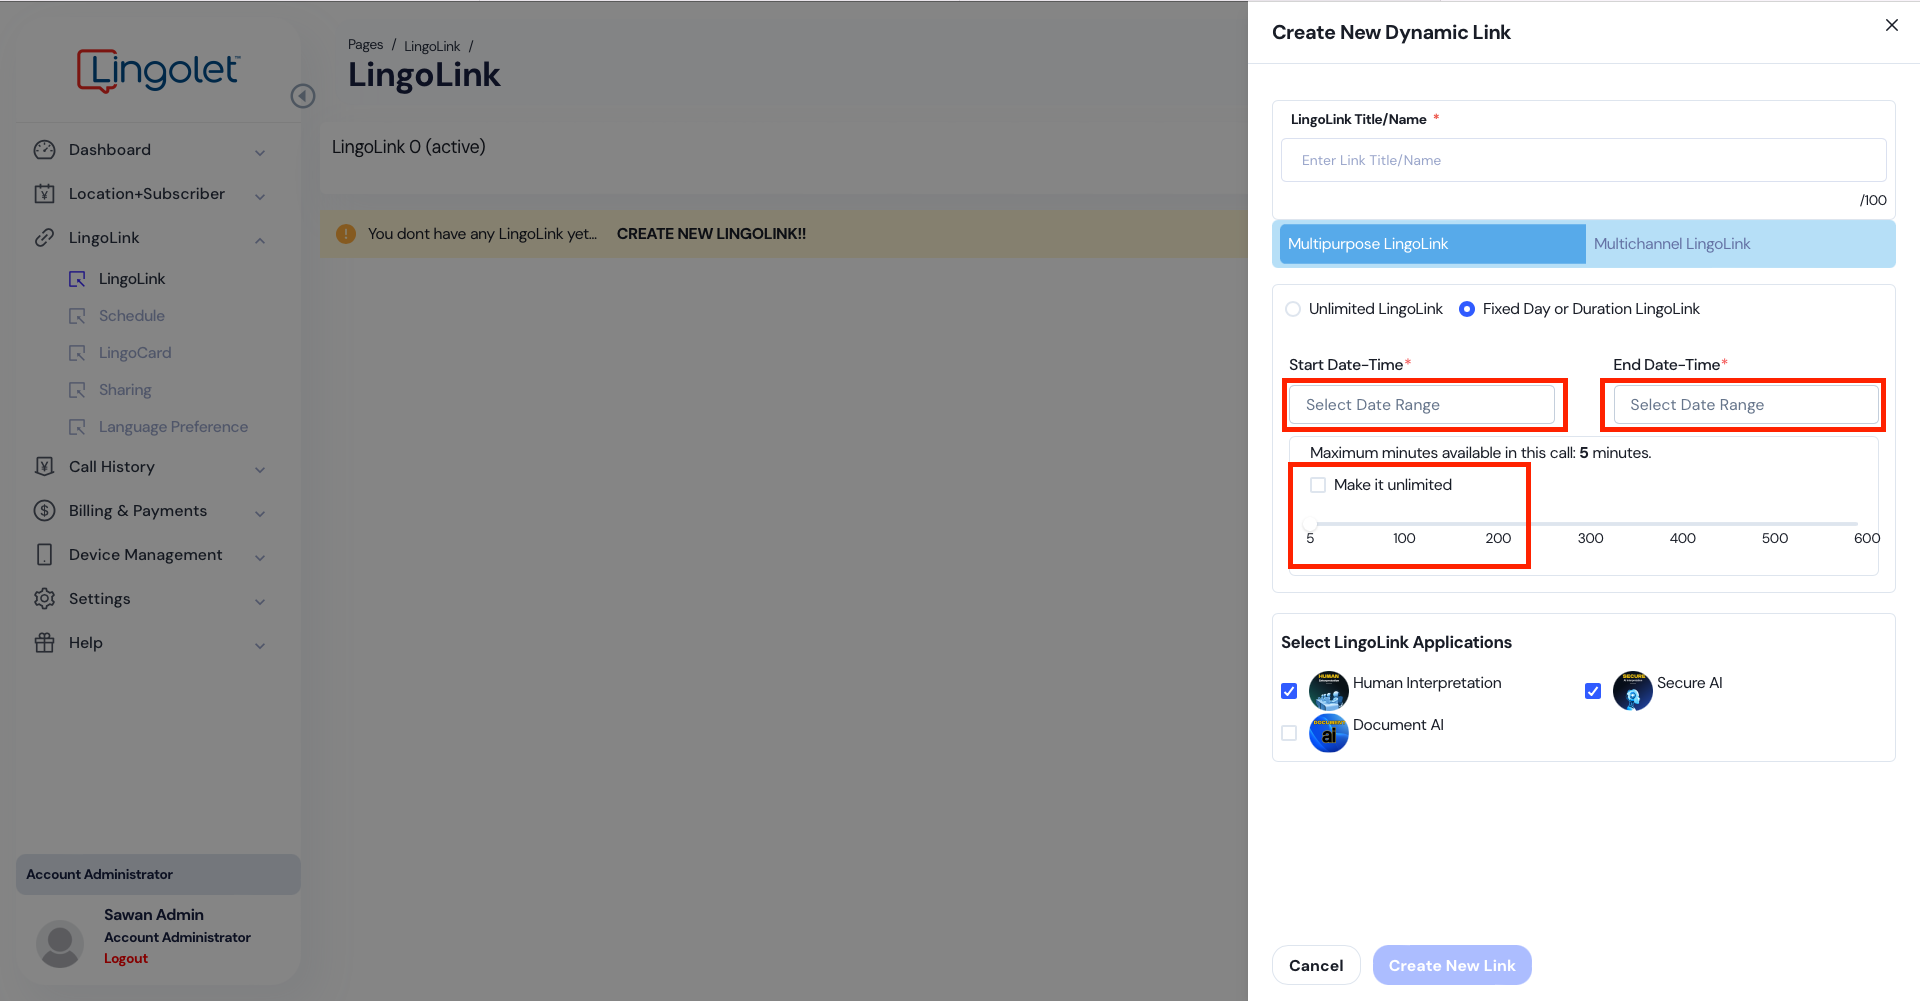 Lingolet™
Dashboard
Location+Subscriber
LingoLink
LingoLink
Schedule
LingoCard
Sharing
Language Preference
Call History
Billing & Payments
Device Management
Settings
Help
Account Administrator
Sawan Admin
Account Administrator
Logout
Pages / LingoLink /
LingoLink
LingoLink 0 (active)
You dont have any LingoLink yet... CREATE NEW LINGOLINK!!
Create New Dynamic Link
LingoLink Title/Name *
Enter Link Title/Name
/100
Multipurpose LingoLink Multichannel LingoLink
Unlimited LingoLink Fixed Day or Duration LingoLink
Start Date-Time* End Date-Time*
Select Date Range Select Date Range
Maximum minutes available in this call: 5 minutes.
Make it unlimited
5 100 200 300 400 500 600
Select LingoLink Applications
HUMAN Human Interpretation SECURE Secure AI
DOCUMENT ai Document AI
Cancel Create New Link